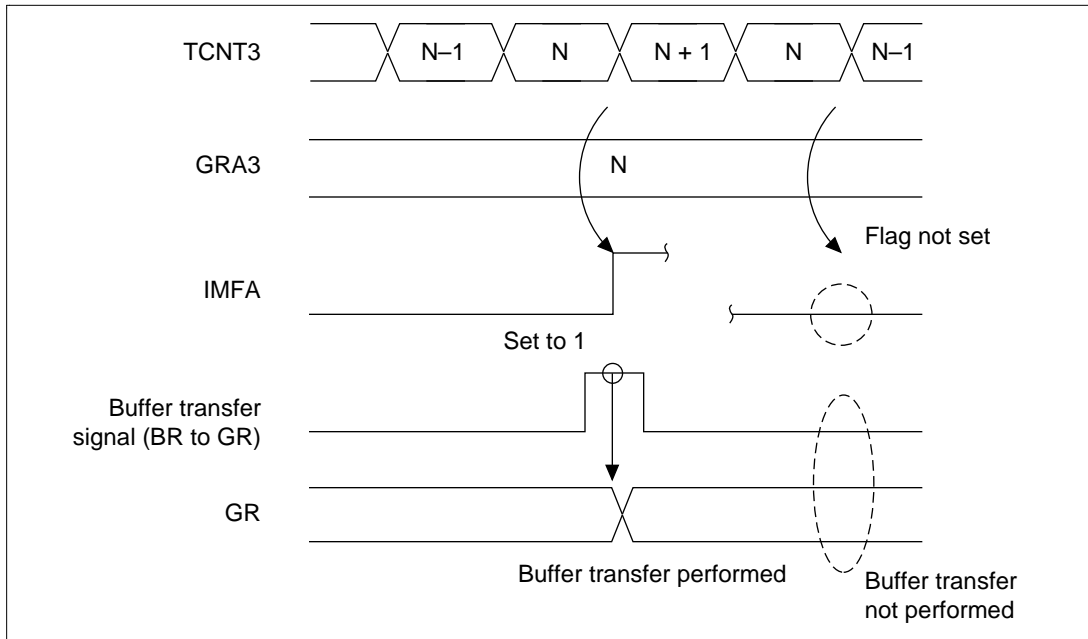 TCNT3
N–1
N
N + 1
N
N–1
GRA3
N
Flag not set
IMFA
Set to 1
Buffer transfer
signal (BR to GR)
GR
Buffer transfer performed
Buffer transfer
not performed